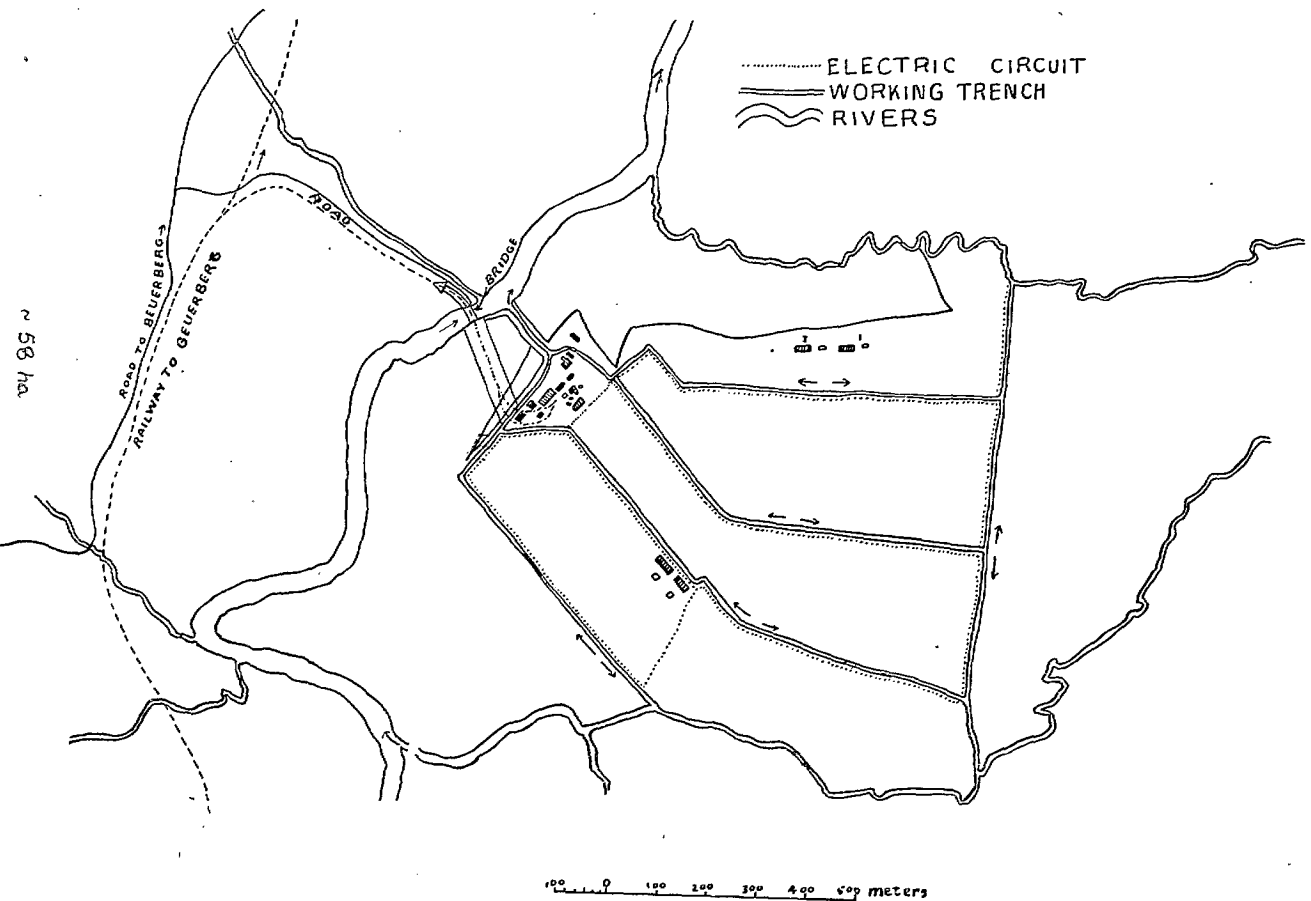 ELECTRIC CIRCUIT
WORKING TRENCH
RIVERS
ROAD
BRIDGE
ROAD TO BEUERBERG
RAILWAY TO BEUERBERG
I
I
~ 58 ha
100 0 100 200 300 400 500 meters